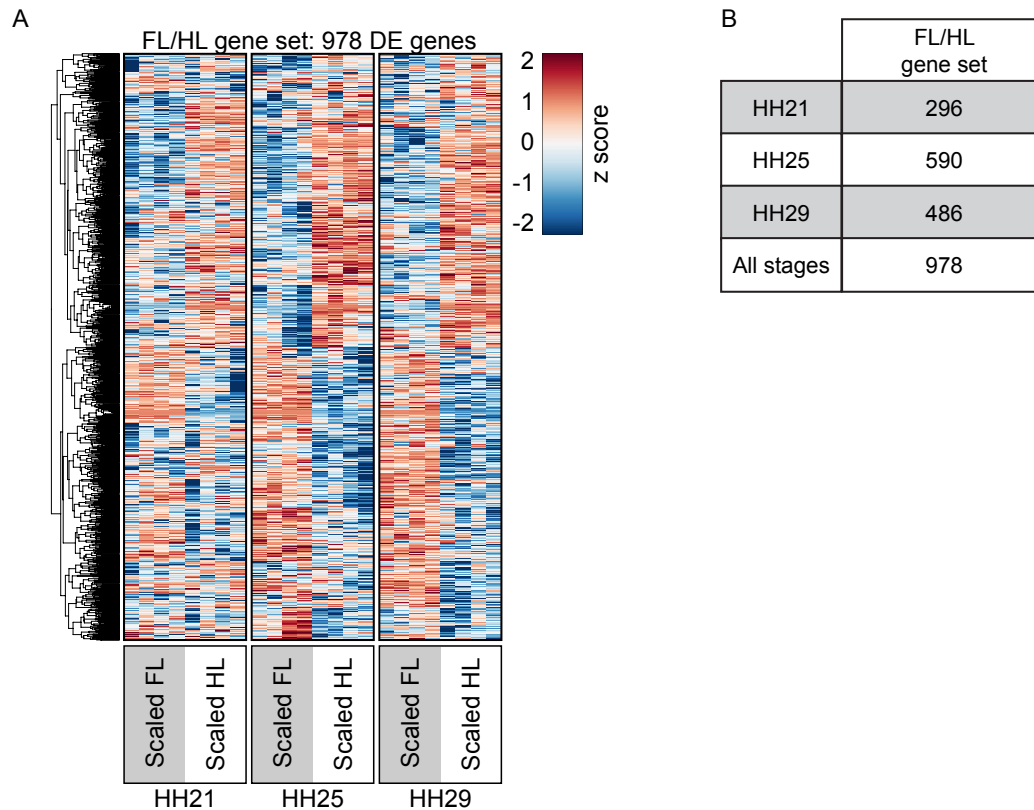 A
FL/HL gene set: 978 DE genes
2
1
0
-1
-2
z score
Scaled FL
Scaled HL
Scaled FL
Scaled HL
Scaled FL
Scaled HL
HH21
HH25
HH29
B
FL/HL
gene set
HH21 296
HH25 590
HH29 486
All stages 978